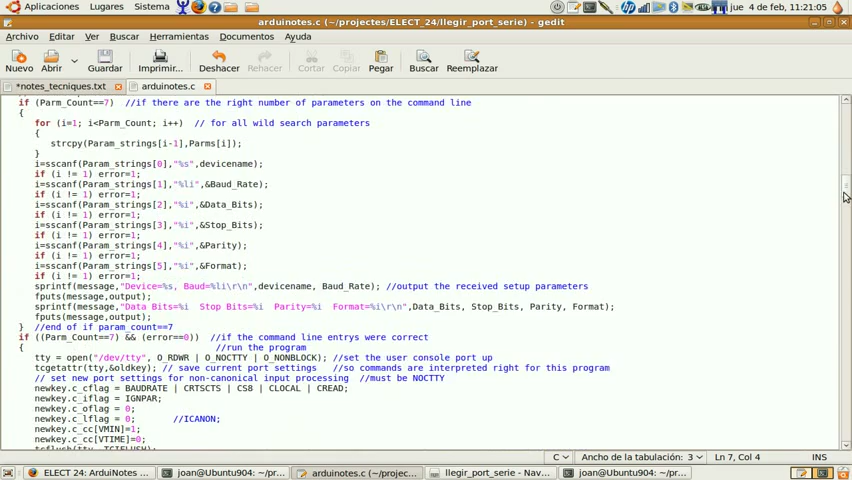 Aplicaciones Lugares Sistema jue 4 de feb, 11:21:05
arduinotes.c (~/projectes/ELECT_24/llegir_port_serie) - gedit
Archivo Editar Ver Buscar Herramientas Documentos Ayuda
Nuevo Abrir Guardar Imprimir... Deshacer Rehacer Cortar Copiar Pegar Buscar Reemplazar
*notes_tecniques.txt arduinotes.c
if (Parm_Count==7) //if there are the right number of parameters on the command line
{
for (i=1; i<Parm_Count; i++) // for all wild search parameters
{
strcpy(Param_strings[i-1],Parms[i]);
}
i=sscanf(Param_strings[0],"%s",devicename);
if (i != 1) error=1;
i=sscanf(Param_strings[1],"%li",&Baud_Rate);
if (i != 1) error=1;
i=sscanf(Param_strings[2],"%i",&Data_Bits);
if (i != 1) error=1;
i=sscanf(Param_strings[3],"%i",&Stop_Bits);
if (i != 1) error=1;
i=sscanf(Param_strings[4],"%i",&Parity);
if (i != 1) error=1;
i=sscanf(Param_strings[5],"%i",&Format);
if (i != 1) error=1;
sprintf(message,"Device=%s, Baud=%li\r\n",devicename, Baud_Rate); //output the received setup parameters
fputs(message,output);
sprintf(message,"Data Bits=%i Stop Bits=%i Parity=%i Format=%i\r\n",Data_Bits, Stop_Bits, Parity, Format);
fputs(message,output);
} //end of if param_count==7
if ((Parm_Count==7) && (error==0)) //if the command line entrys were correct
{ //run the program
tty = open("/dev/tty", O_RDWR | O_NOCTTY | O_NONBLOCK); //set the user console port up
tcgetattr(tty,&oldkey); // save current port settings //so commands are interpreted right for this program
// set new port settings for non-canonical input processing //must be NOCTTY
newkey.c_cflag = BAUDRATE | CRTSCTS | CS8 | CLOCAL | CREAD;
newkey.c_iflag = IGNPAR;
newkey.c_oflag = 0;
newkey.c_lflag = 0; //ICANON;
newkey.c_cc[VMIN]=1;
newkey.c_cc[VTIME]=0;
tcflush(tty, TCIFLUSH);
C Ancho de la tabulación: 3 Ln 7, Col 4 INS
ELECT 24: ArduiNotes ... joan@Ubuntu904: ~/pr... arduinotes.c (~/projec... llegir_port_serie - Nav... joan@Ubuntu904: ~/pr...